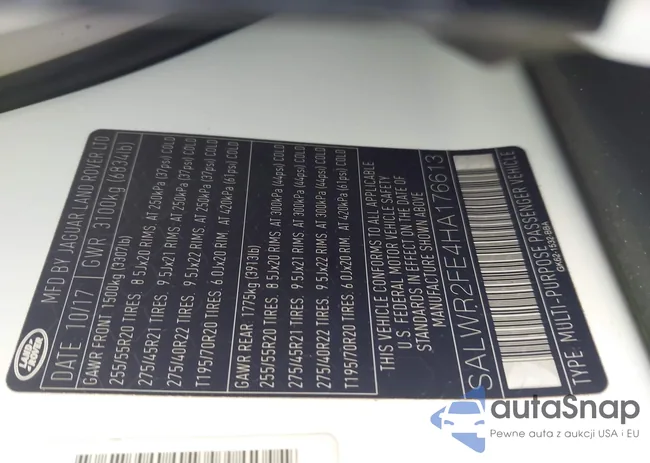 MFD BY JAGUAR LAND ROVER LTD
DATE 10/17 GWR 3100kg (6834lb)
GAWR FRONT 1500kg (3307lb)
255/55R20 TIRES: 8.5Jx20 RIMS AT 250kPa (37psi) COLD
275/45R21 TIRES: 9.5Jx21 RIMS AT 250kPa (37psi) COLD
275/40R22 TIRES: 9.5Jx22 RIMS AT 250kPa (37psi) COLD
T195/70R20 TIRES: 6.0Jx20 RIM, AT 420kPa (61psi) COLD
GAWR REAR 1775kg (3913lb)
255/55R20 TIRES: 8.5Jx20 RIMS AT 300kPa (44psi) COLD
275/45R21 TIRES: 9.5Jx21 RIMS AT 300kPa (44psi) COLD
275/40R22 TIRES: 9.5Jx22 RIMS AT 300kPa (44psi) COLD
T195/70R20 TIRES: 6.0Jx20 RIM, AT 420kPa (61psi) COLD
THIS VEHICLE CONFORMS TO ALL APPLICABLE
U.S. FEDERAL MOTOR VEHICLE SAFETY
STANDARDS IN EFFECT ON THE DATE OF
MANUFACTURE SHOWN ABOVE
SALWR2FE4HA176613
TYPE: MULTI-PURPOSE PASSENGER VEHICLE
LAND
ROVER
autaSnap
Pewne auta z aukcji USA i EU